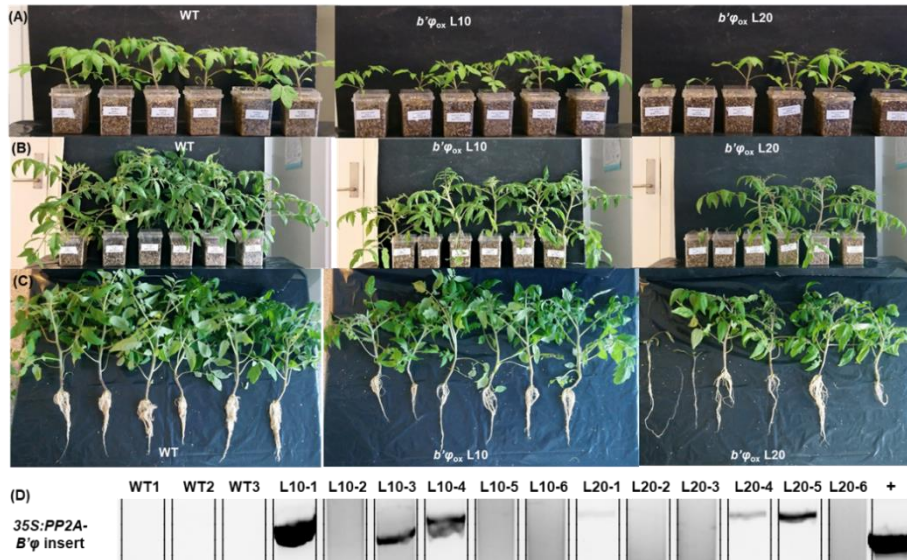 (A) WT b'φox L10 b'φox L20
(B) WT b'φox L10 b'φox L20
(C)
WT b'φox L10 b'φox L20
(D) WT1 WT2 WT3 L10-1 L10-2 L10-3 L10-4 L10-5 L10-6 L20-1 L20-2 L20-3 L20-4 L20-5 L20-6 +
35S:PP2A-
B'φ insert